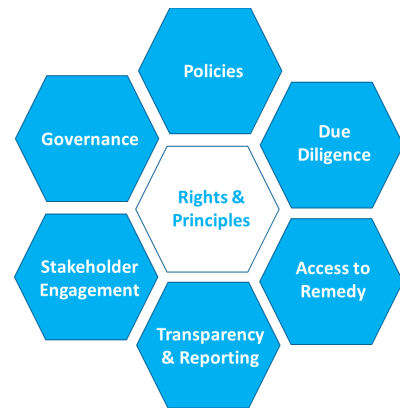 Policies
Governance
Due
Diligence
Rights &
Principles
Stakeholder
Engagement
Access to
Remedy
Transparency
& Reporting